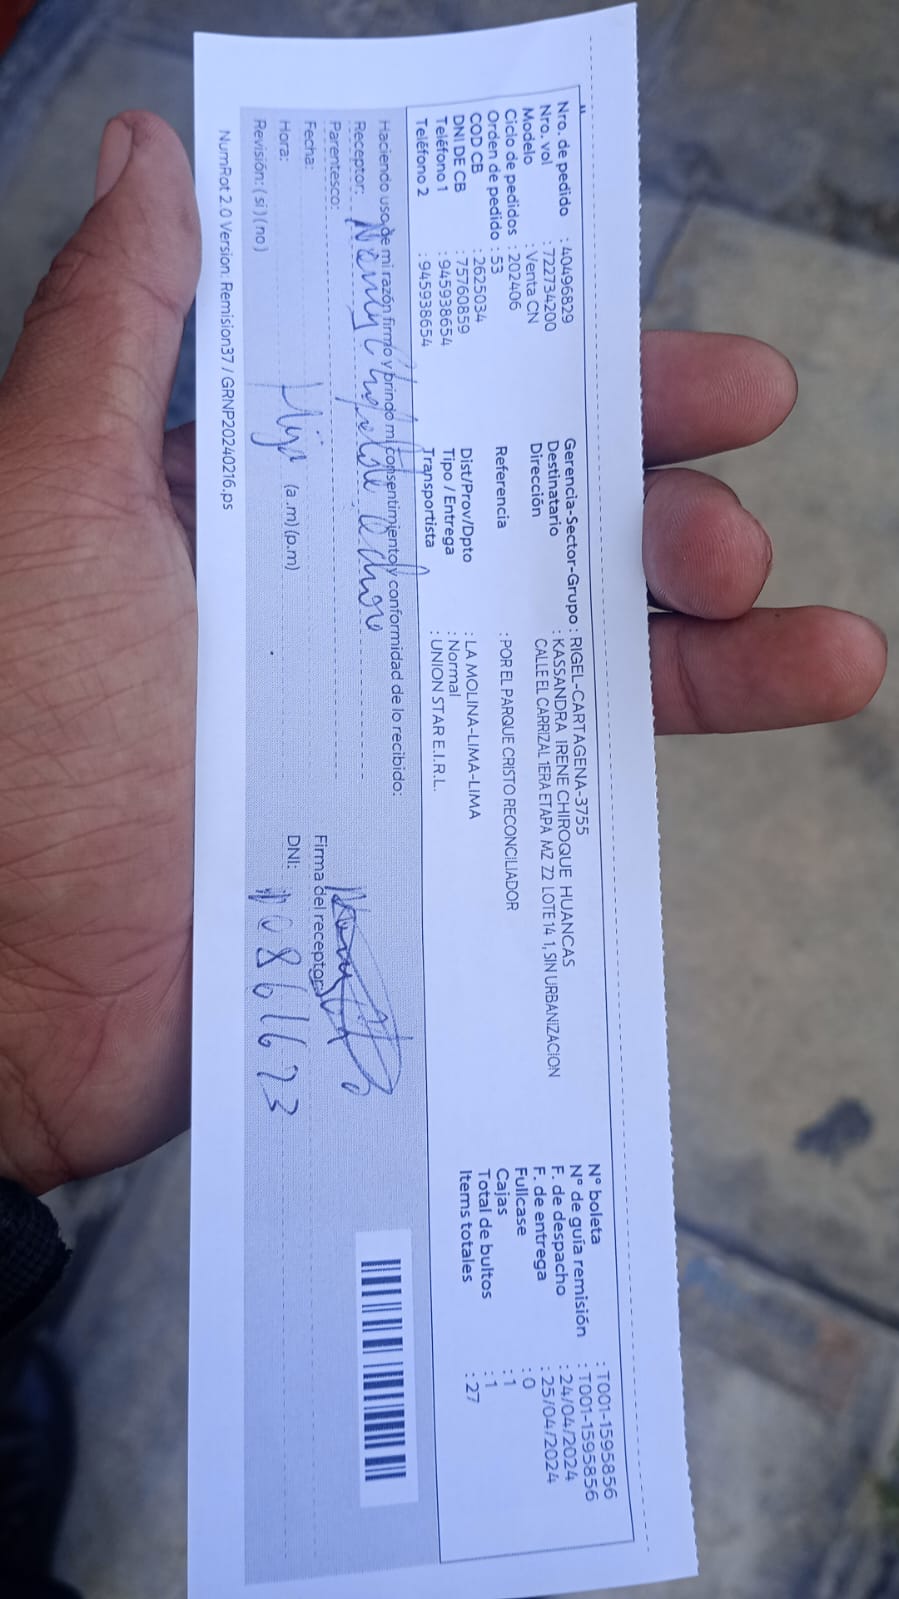 Nro. de pedido : 40496829
Nro. vol : 722734200
Modelo : Venta CN
Ciclo de pedidos : 202406
Orden de pedido : 53
COD CB : 2625034
DNI DE CB : 75760859
Teléfono 1 : 945938654
Teléfono 2 : 945938654
Gerencia-Sector-Grupo : RIGEL-CARTAGENA-3755
Destinatario : KASSANDRA IRENE CHIROQUE HUANCAS
Dirección CALLE EL CARRIZAL 1ERA ETAPA MZ Z2 LOTE 14 1, SIN URBANIZACION
Referencia : POR EL PARQUE CRISTO RECONCILIADOR
Dist/Prov/Dpto : LA MOLINA-LIMA-LIMA
Tipo / Entrega : Normal
Transportista : UNION STAR E.I.R.L.
N° boleta : T001-1595856
N° de guía remisión : T001-1595856
F. de despacho : 24/04/2024
F. de entrega : 25/04/2024
Fullcase : 0
Cajas : 1
Total de bultos : 1
Items totales : 27
Haciendo uso de mi razón firmo y brindo mi consentimiento y conformidad de lo recibido:
Receptor:
Parentesco:
Firma del receptor:
Fecha:
Hora: (a.m) (p.m)
DNI: 0861673
Revisión: ( si ) ( no )
NumRot 2.0 Version. Remision37 / GRNP20240216.ps